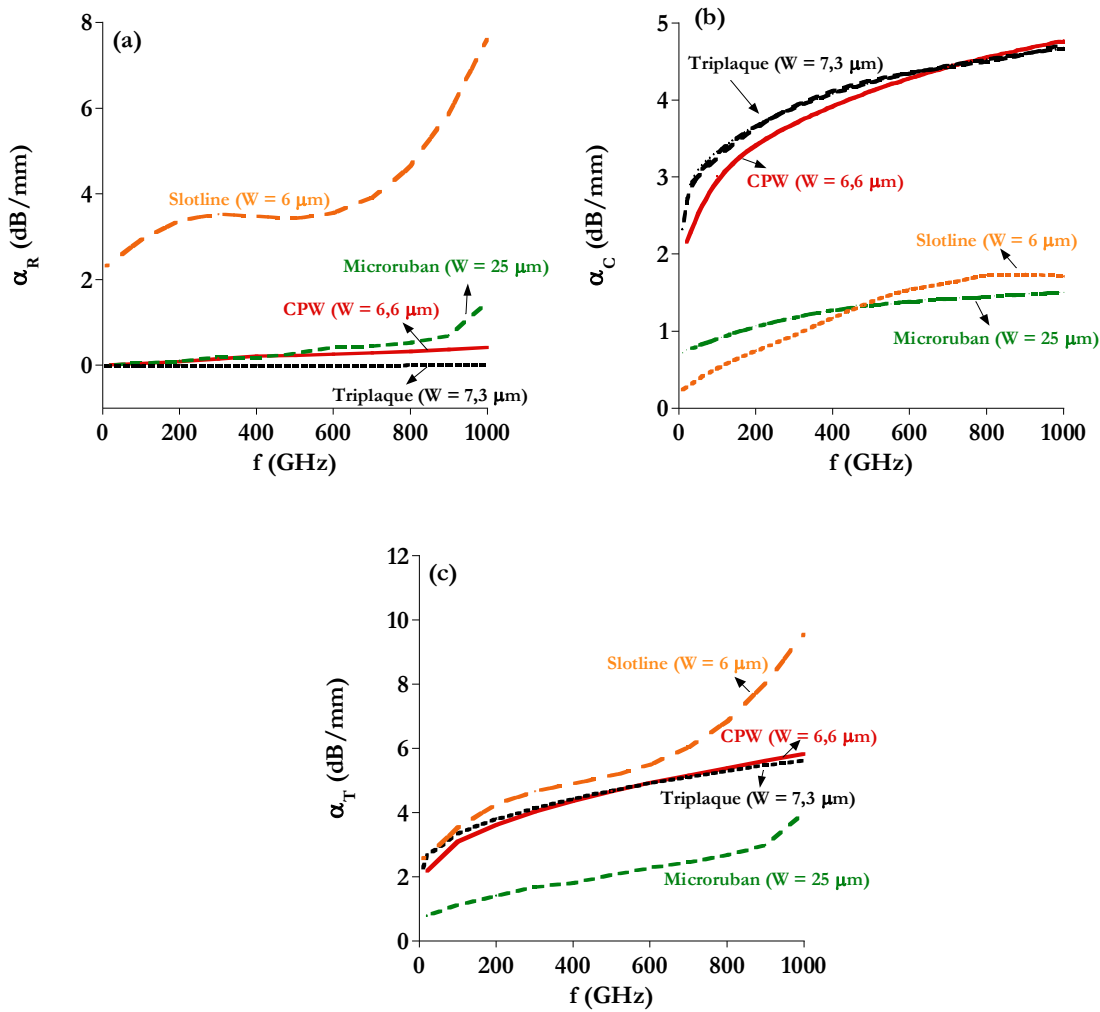 (a)
8
6
4
2
0
α_R (dB/mm)
Slotline (W = 6 μm)
Microruban (W = 25 μm)
CPW (W = 6,6 μm)
Triplaque (W = 7,3 μm)
0 200 400 600 800 1000
f (GHz)
(b)
5
4
3
2
1
0
α_C (dB/mm)
Triplaque (W = 7,3 μm)
CPW (W = 6,6 μm)
Slotline (W = 6 μm)
Microruban (W = 25 μm)
0 200 400 600 800 1000
f (GHz)
(c)
12
10
8
6
4
2
0
α_T (dB/mm)
Slotline (W = 6 μm)
CPW (W = 6,6 μm)
Triplaque (W = 7,3 μm)
Microruban (W = 25 μm)
0 200 400 600 800 1000
f (GHz)